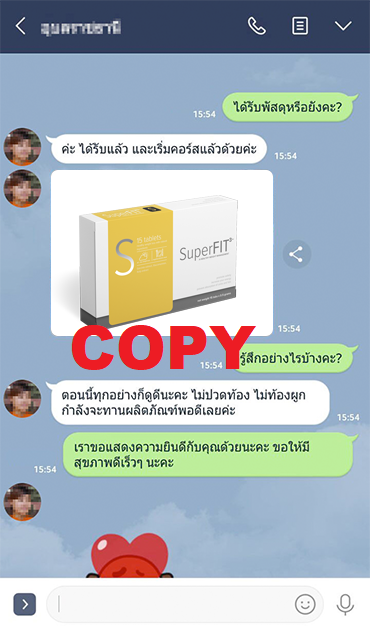 ได้รับพัสดุหรือยังคะ?
15:54
ค่ะ ได้รับแล้ว และเริ่มคอร์สแล้วด้วยค่ะ
15:54
S
15 tablets
SuperFIT
15:54
COPY
รู้สึกอย่างไรบ้างคะ?
15:54
ตอนนี้ทุกอย่างก็ดูดีนะคะ ไม่ปวดท้อง ไม่ท้องผูก
กำลังจะทานผลิตภัณฑ์พอดีเลยค่ะ
15:54
เราขอแสดงความยินดีกับคุณด้วยนะคะ ขอให้มี
สุขภาพดีเร็วๆ นะคะ
15:54